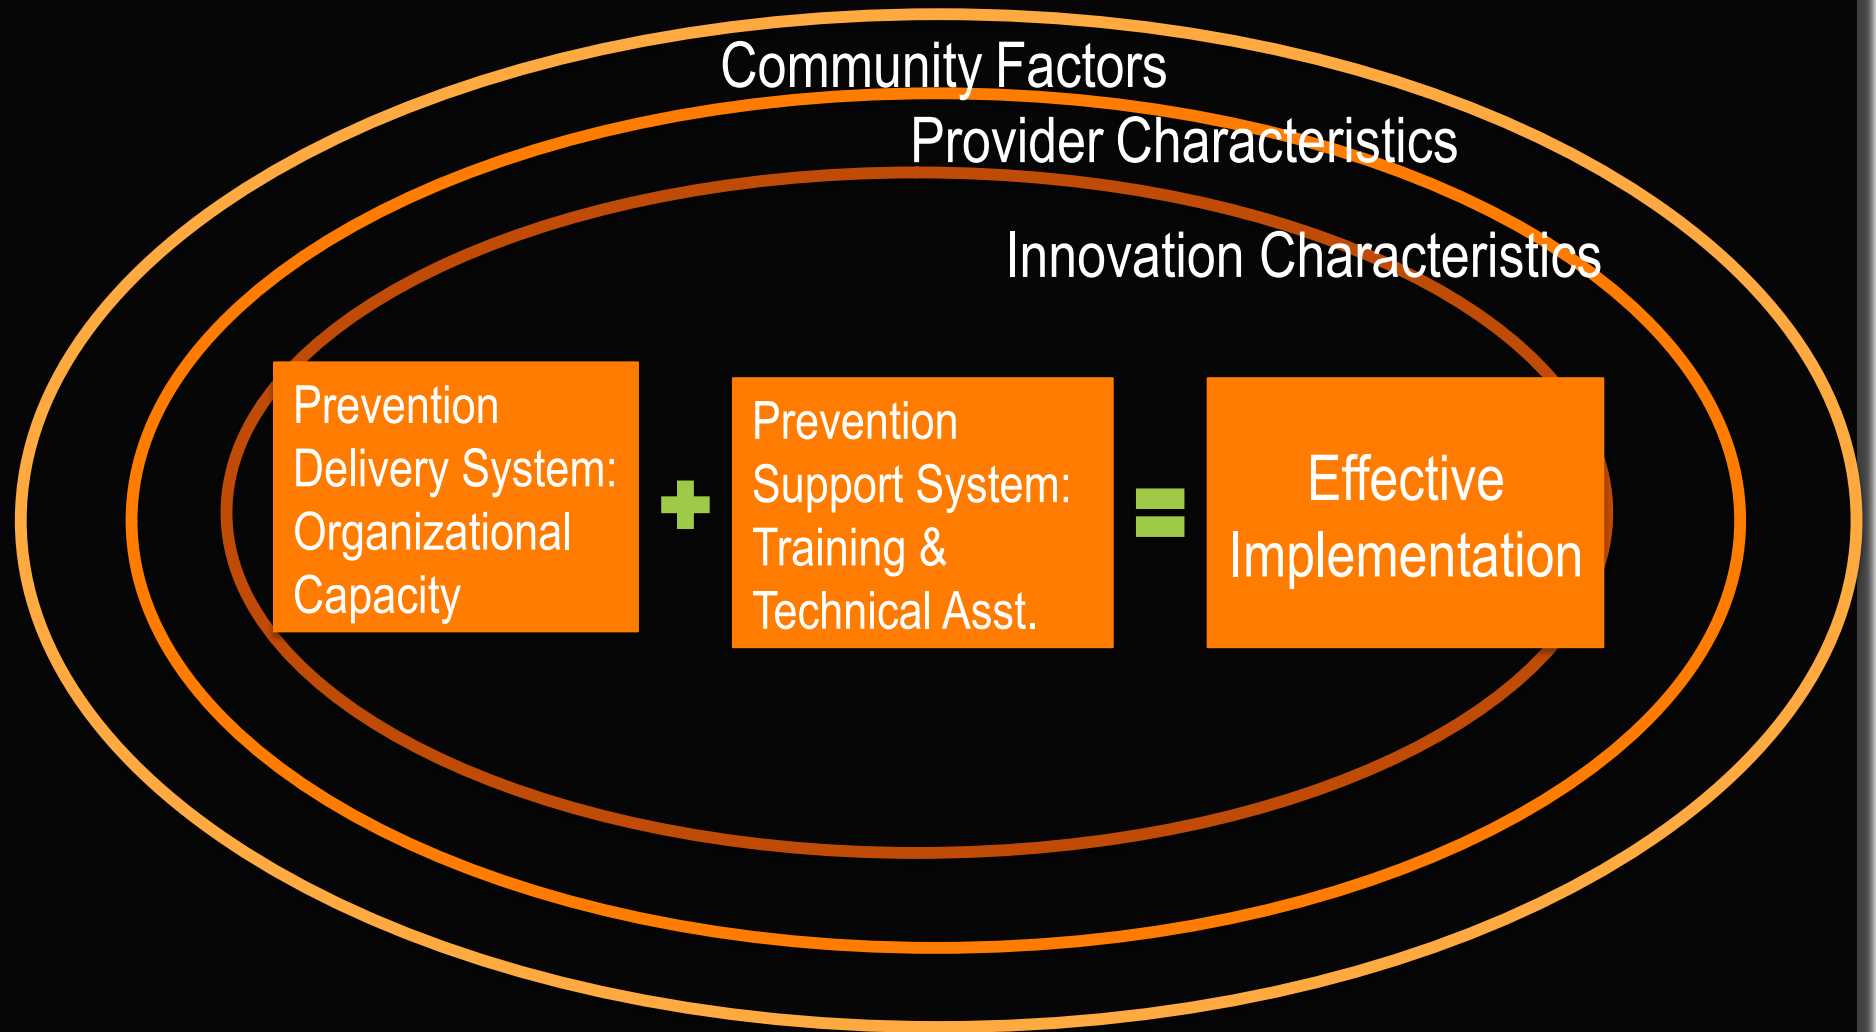 Community Factors
Provider Characteristics
Innovation Characteristics
Prevention
Delivery System:
Organizational
Capacity
Prevention
Support System:
Training &
Technical Asst.
Effective
Implementation